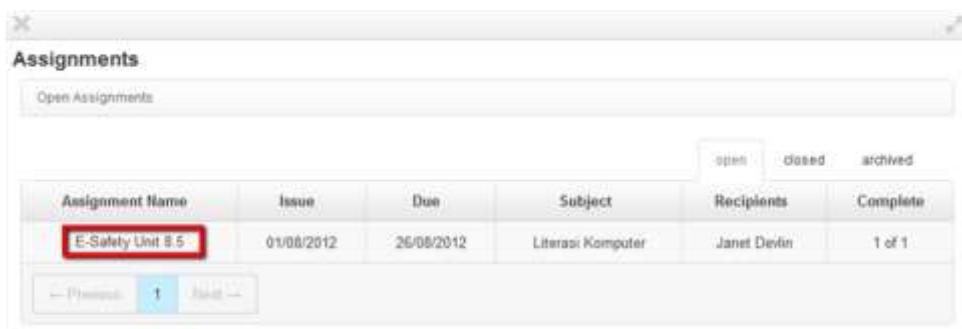 Assignments
Open Assignments
open closed archived
Assignment Name Issue Due Subject Recipients Complete
E-Safety Unit 8.5 01/08/2012 26/08/2012 Literasi Komputer Janet Devlin 1 of 1
← Previous 1 Next →